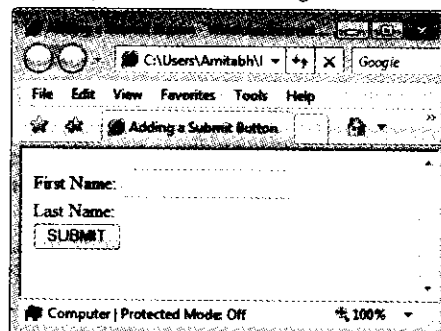 C:\Users\Amitabh\I
Google
File Edit View Favorites Tools Help
Adding a Submit Button
First Name:
Last Name:
SUBMIT
Computer | Protected Mode: Off 100%